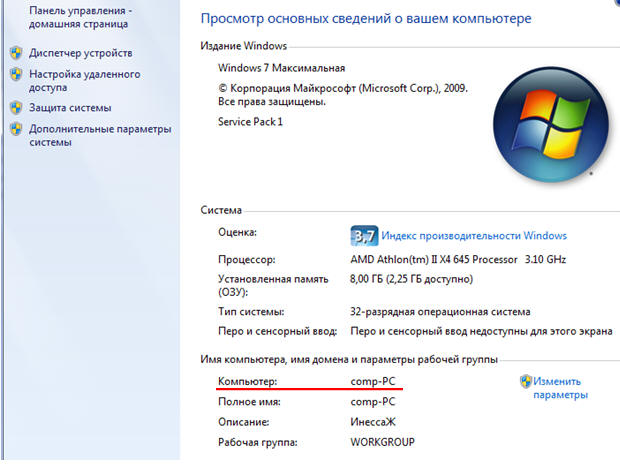 Панель управления -
домашняя страница
Диспетчер устройств
Настройка удаленного
доступа
Защита системы
Дополнительные параметры
системы
Просмотр основных сведений о вашем компьютере
Издание Windows
Windows 7 Максимальная
© Корпорация Майкрософт (Microsoft Corp.), 2009.
Все права защищены.
Service Pack 1
Система
Оценка: 3,7 Индекс производительности Windows
Процессор: AMD Athlon(tm) II X4 645 Processor 3.10 GHz
Установленная память 8,00 ГБ (2,25 ГБ доступно)
(ОЗУ):
Тип системы: 32-разрядная операционная система
Перо и сенсорный ввод: Перо и сенсорный ввод недоступны для этого экрана
Имя компьютера, имя домена и параметры рабочей группы
Компьютер: comp-PC Изменить
параметры
Полное имя: comp-PC
Описание: ИнессаЖ
Рабочая группа: WORKGROUP